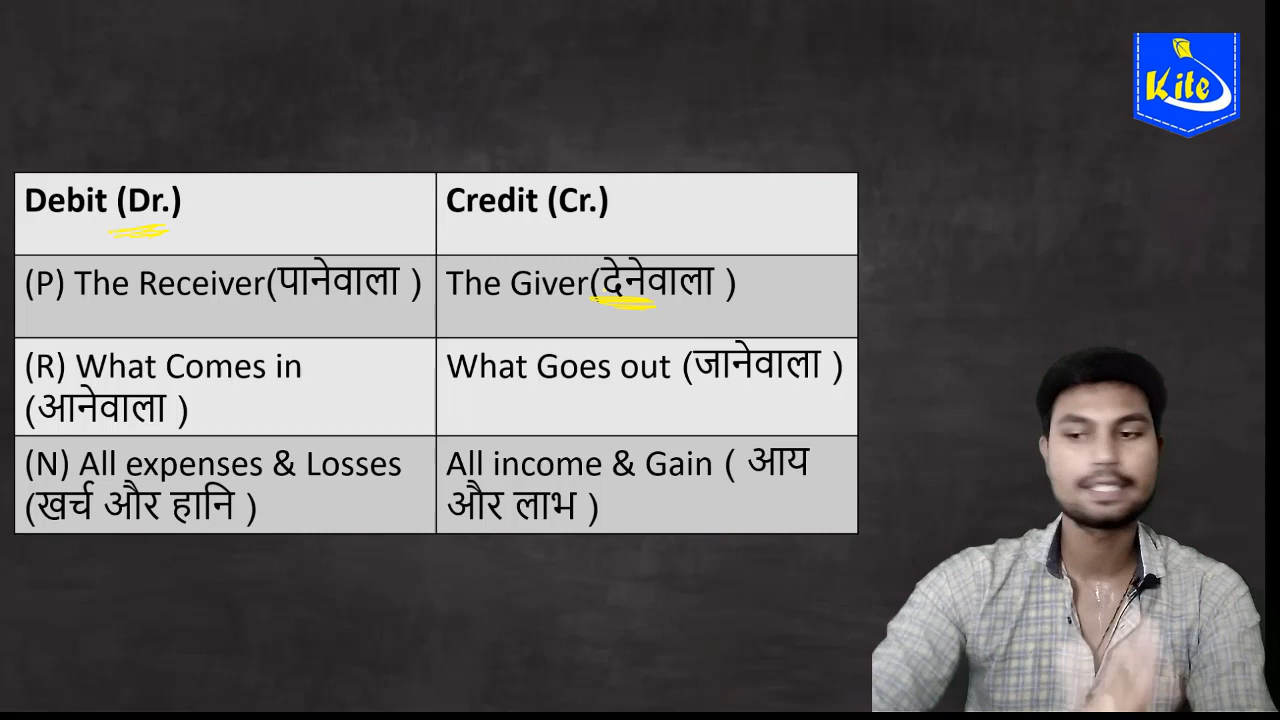 Kite
Debit (Dr.)
Credit (Cr.)
(P) The Receiver(पानेवाला )
The Giver(देनेवाला )
(R) What Comes in
(आनेवाला )
What Goes out (जानेवाला )
(N) All expenses & Losses
(खर्च और हानि )
All income & Gain ( आय
और लाभ )